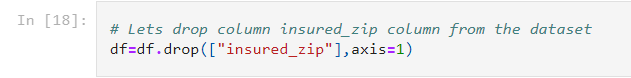 In [18]:
# Lets drop column insured_zip column from the dataset
df=df.drop(["insured_zip"],axis=1)